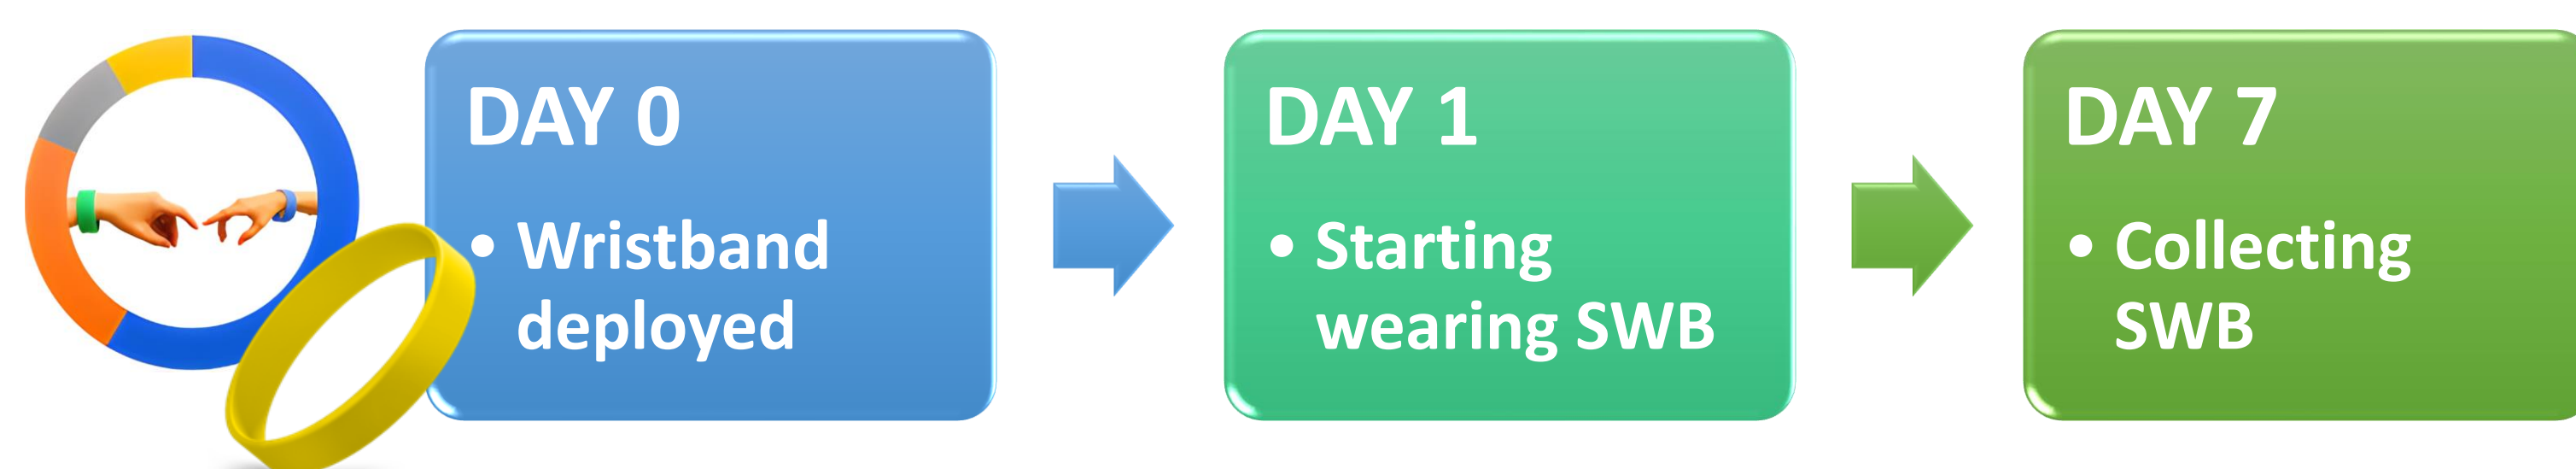 DAY 0
• Wristband
deployed
DAY 1
• Starting
wearing SWB
DAY 7
• Collecting
SWB